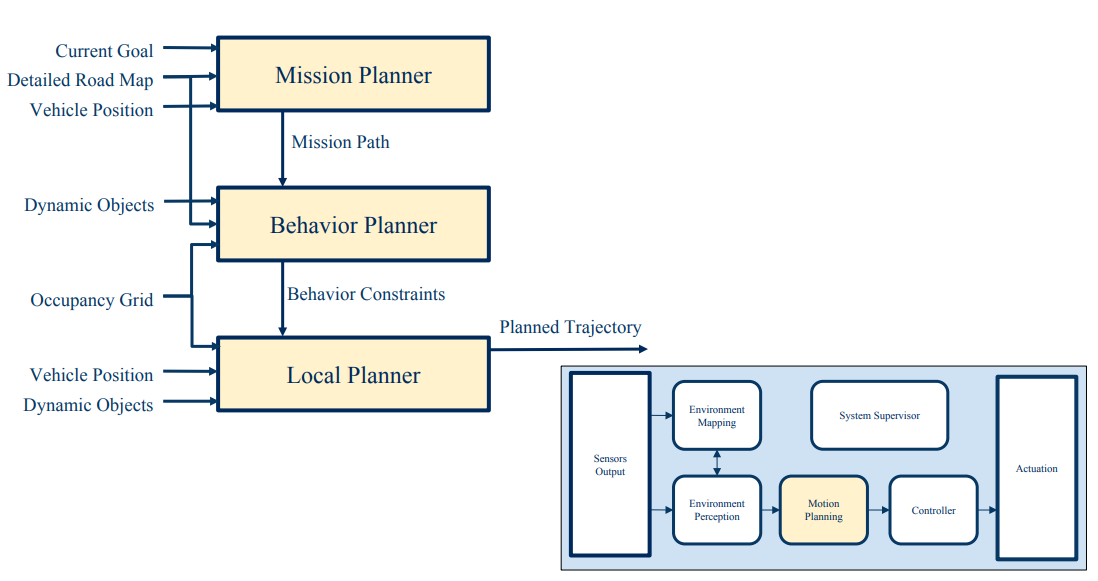 Current Goal
Detailed Road Map
Vehicle Position
Mission Planner
Mission Path
Dynamic Objects
Behavior Planner
Occupancy Grid
Behavior Constraints
Vehicle Position
Dynamic Objects
Local Planner
Planned Trajectory
Sensors
Output
Environment
Mapping
System Supervisor
Environment
Perception
Motion
Planning
Controller
Actuation